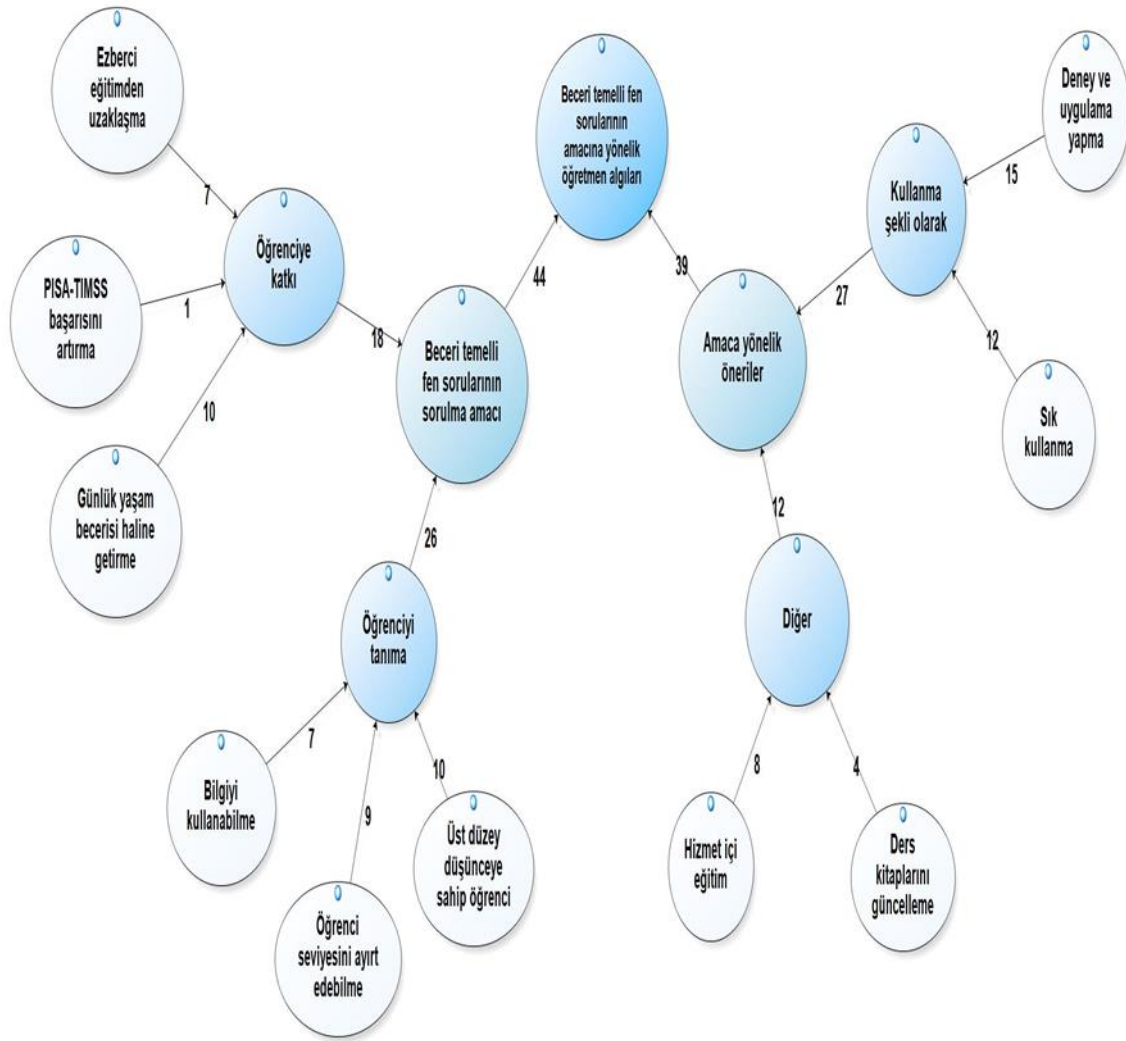 Ezberci
eğitimden
uzaklaşma
Beceri temelli fen
sorularının
amacına yönelik
öğretmen algıları
Deney ve
uygulama
yapma
Kullanma
şekli olarak
15
7
Öğrenciye
katkı
PISA-TIMSS
başarısını
artırma
1
44
39
27
18
Beceri temelli
fen sorularının
sorulma amacı
Amaca yönelik
öneriler
12
Sık
kullanma
10
Günlük yaşam
becerisi haline
getirme
26
12
Öğrenciyi
tanıma
Diğer
7
Bilgiyi
kullanabilme
9
10
Üst düzey
düşünceye
sahip öğrenci
8
4
Hizmet içi
eğitim
Ders
kitaplarını
güncelleme
Öğrenci
seviyesini ayırt
edebilme